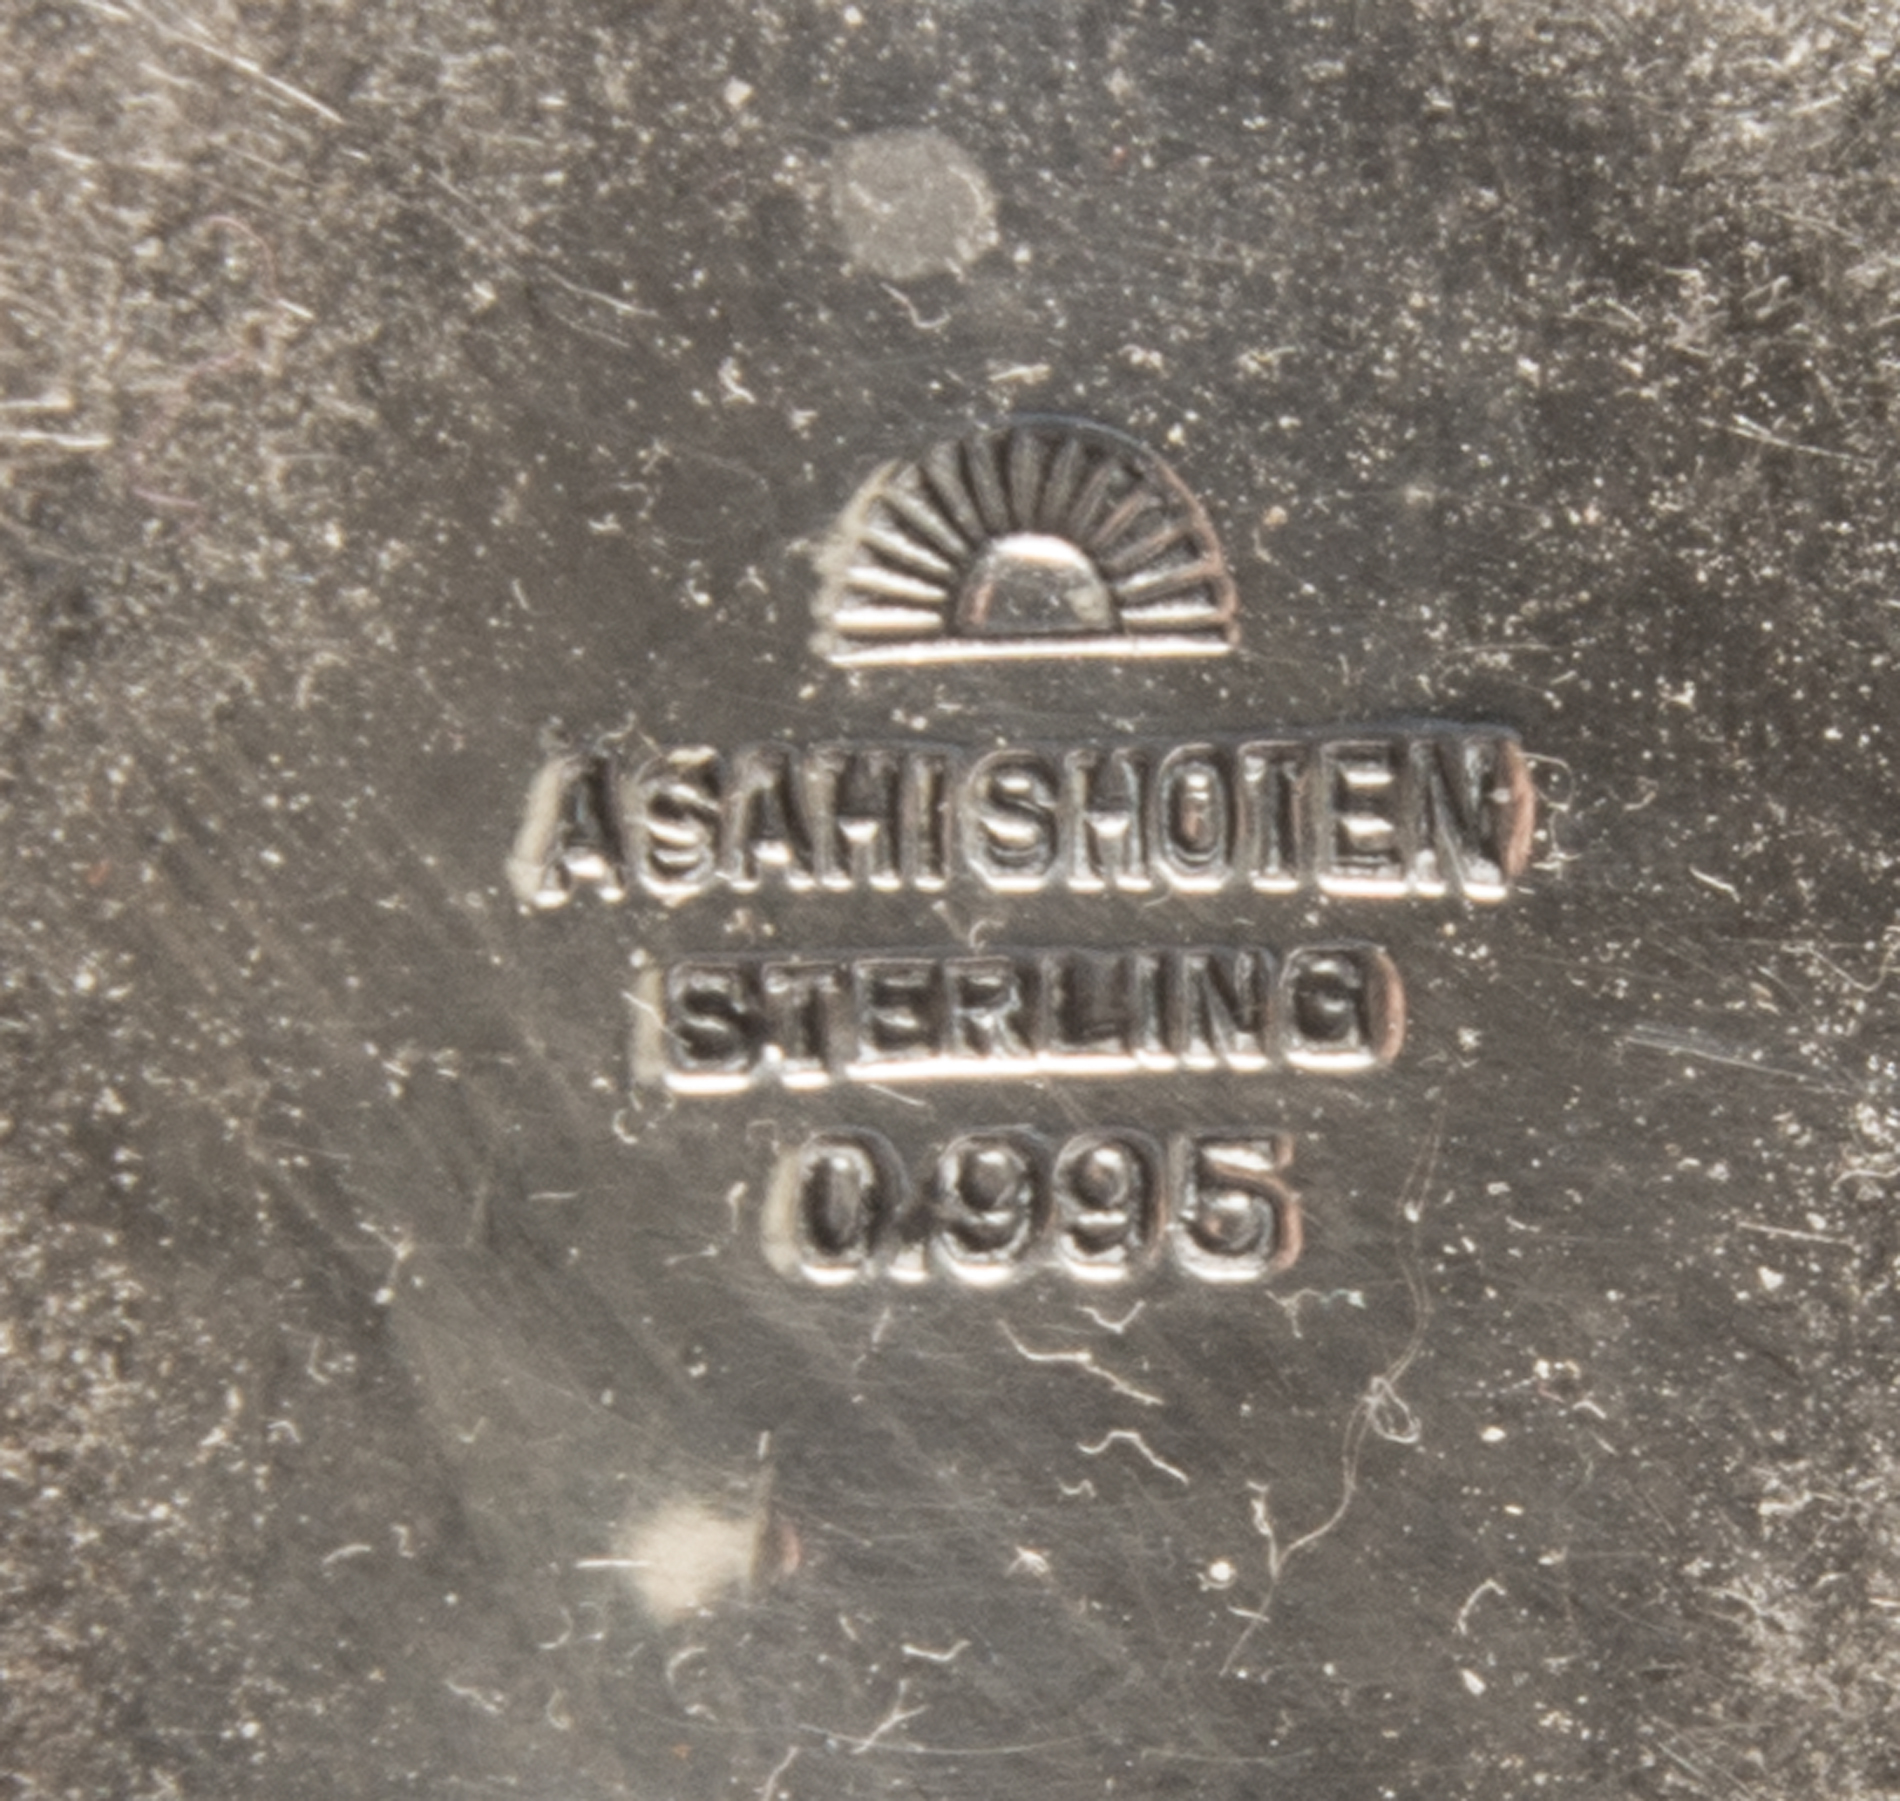 ASAHI SHOTEN
STERLING
0.995